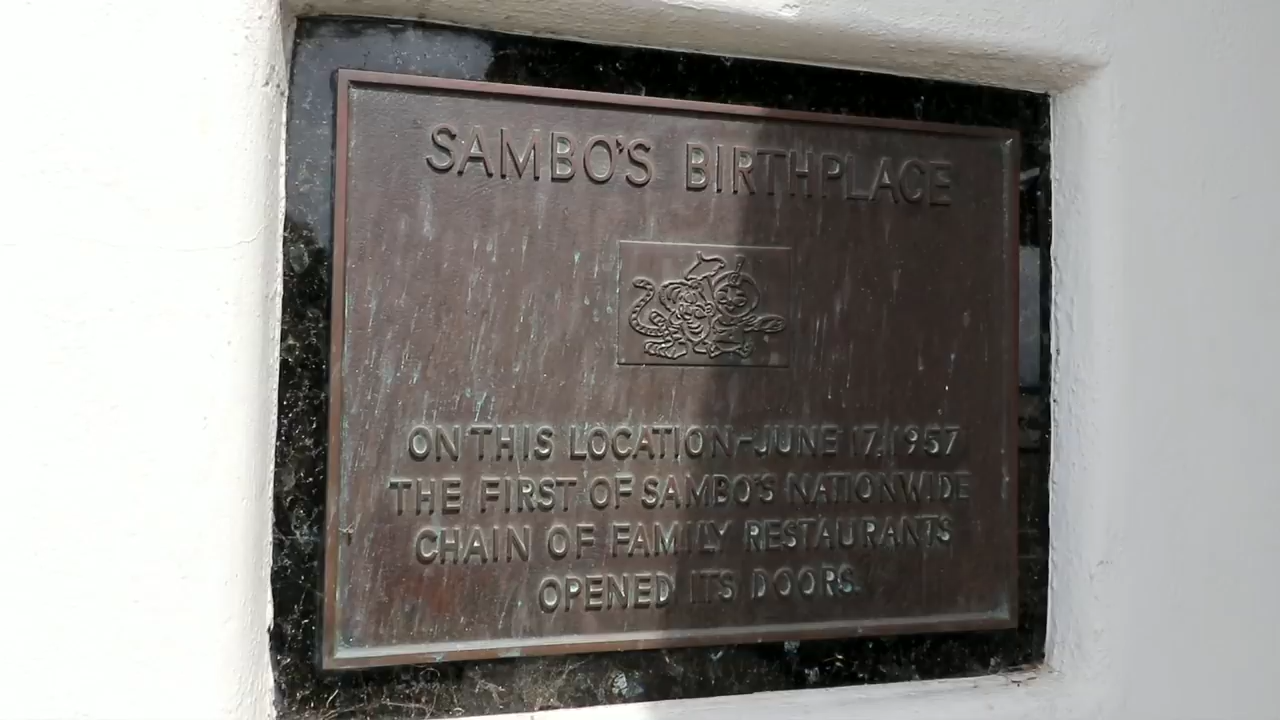 SAMBO'S BIRTHPLACE
ON THIS LOCATION-JUNE 17, 1957
THE FIRST OF SAMBO'S NATIONWIDE
CHAIN OF FAMILY RESTAURANTS
OPENED ITS DOORS.